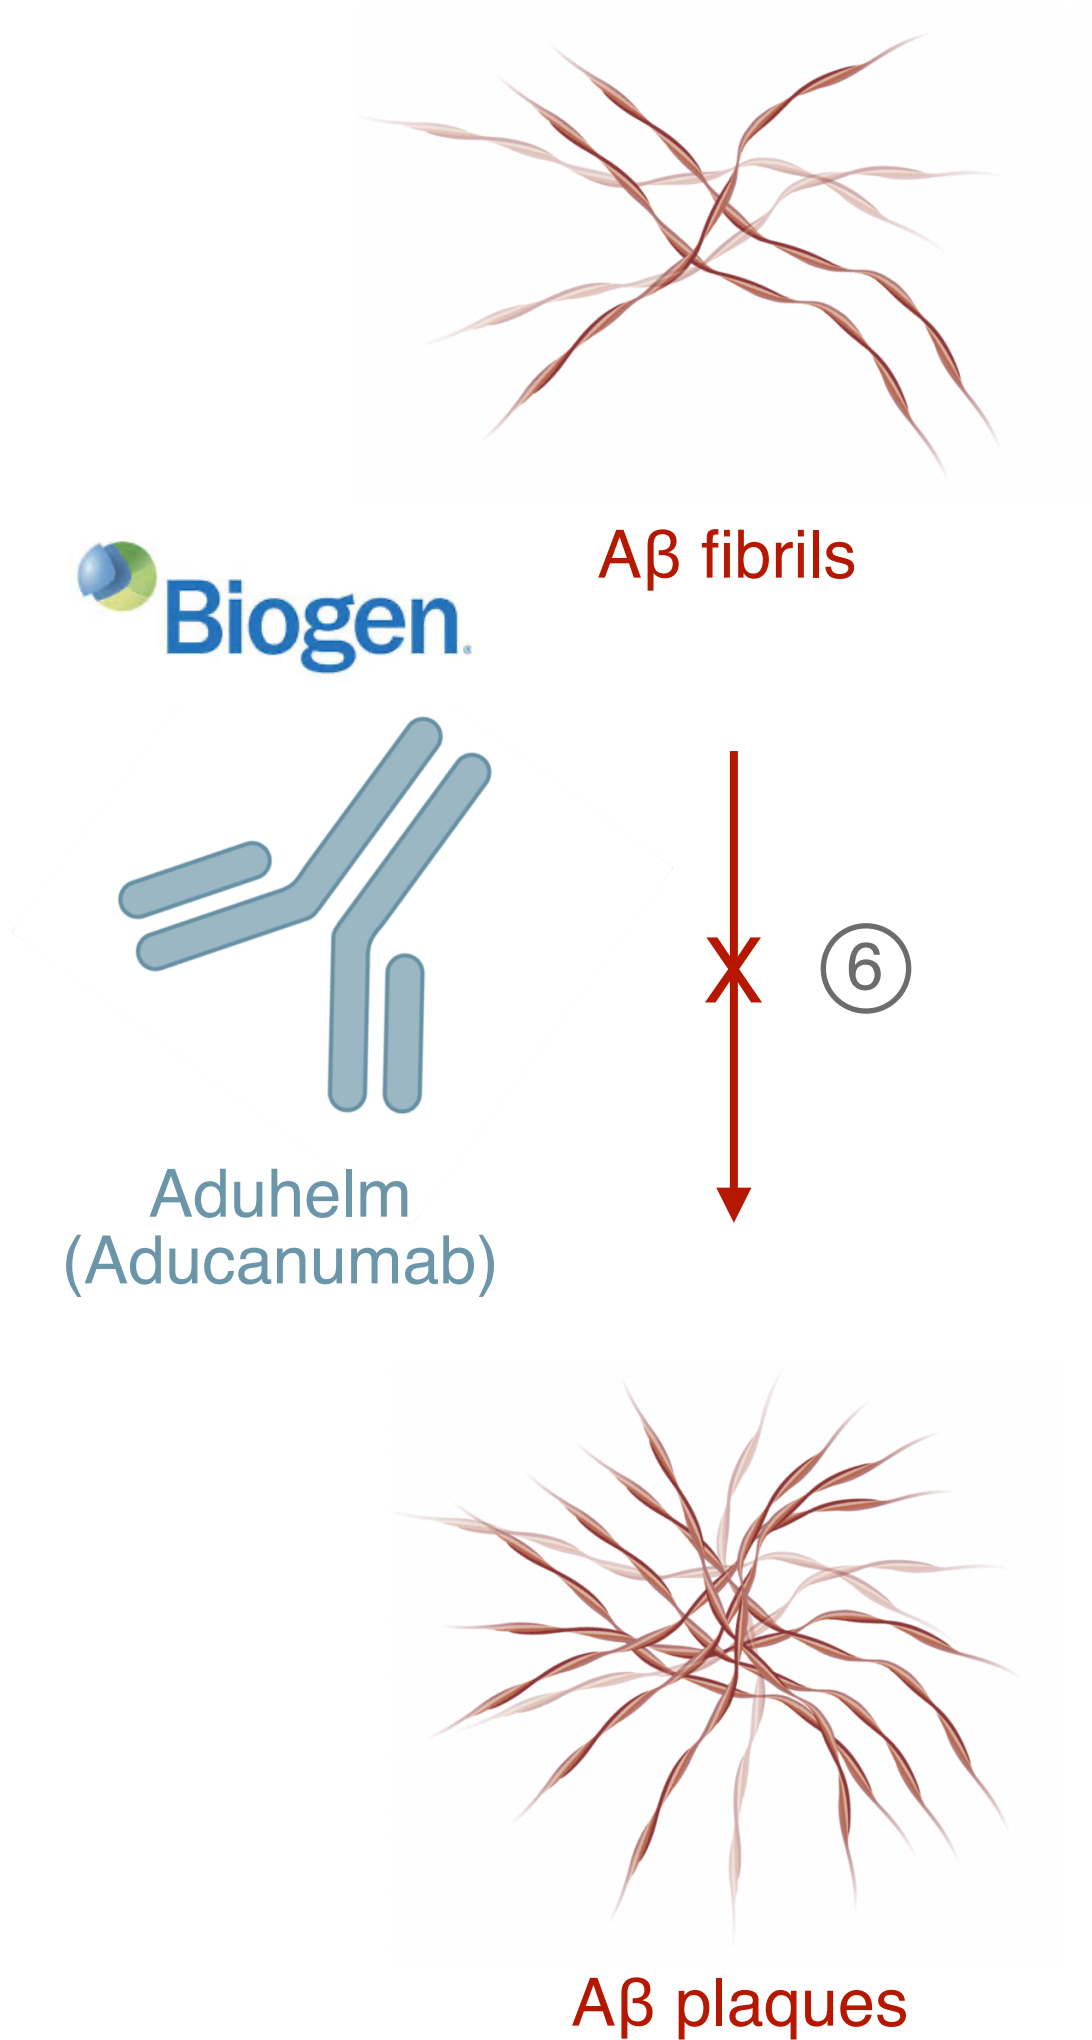 Aβ fibrils
Biogen®
X
6
Aduhelm
(Aducanumab)
Aβ plaques